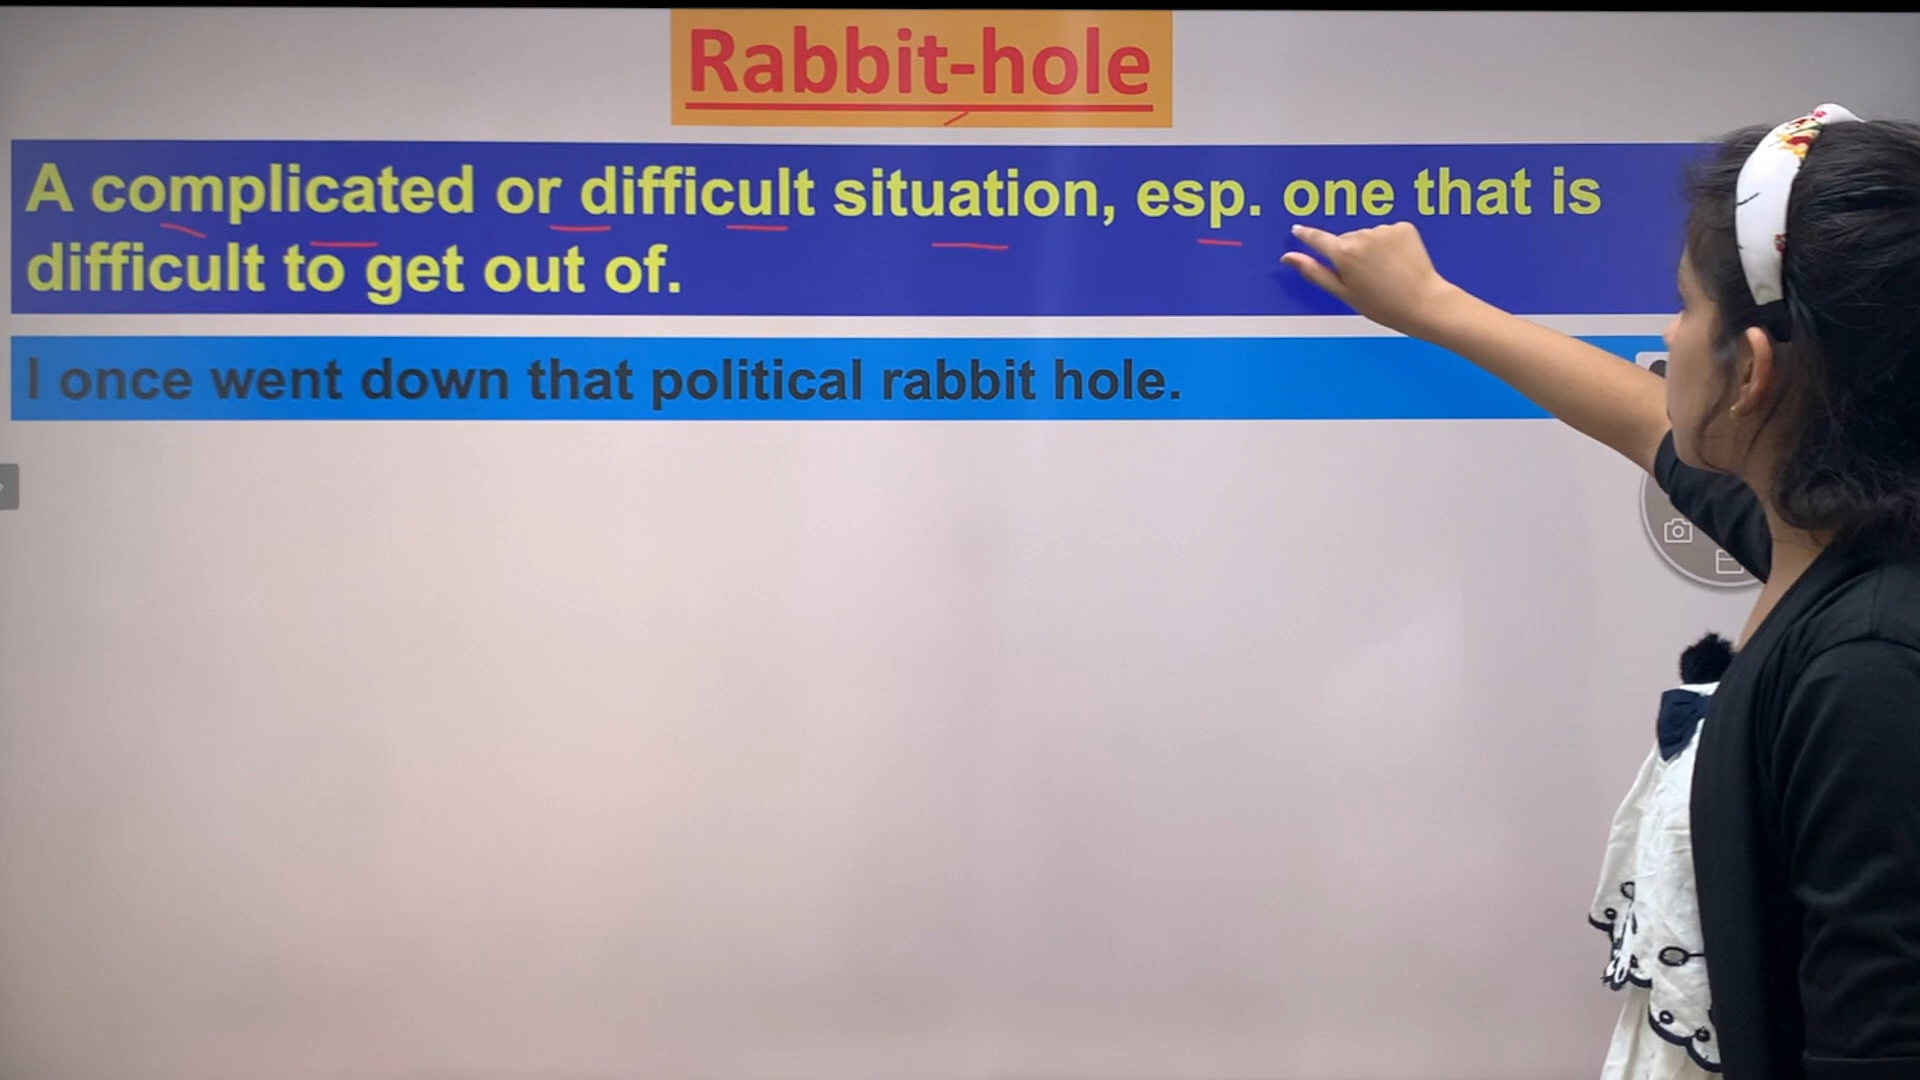 Rabbit-hole
A complicated or difficult situation, esp. one that is
difficult to get out of.
I once went down that political rabbit hole.